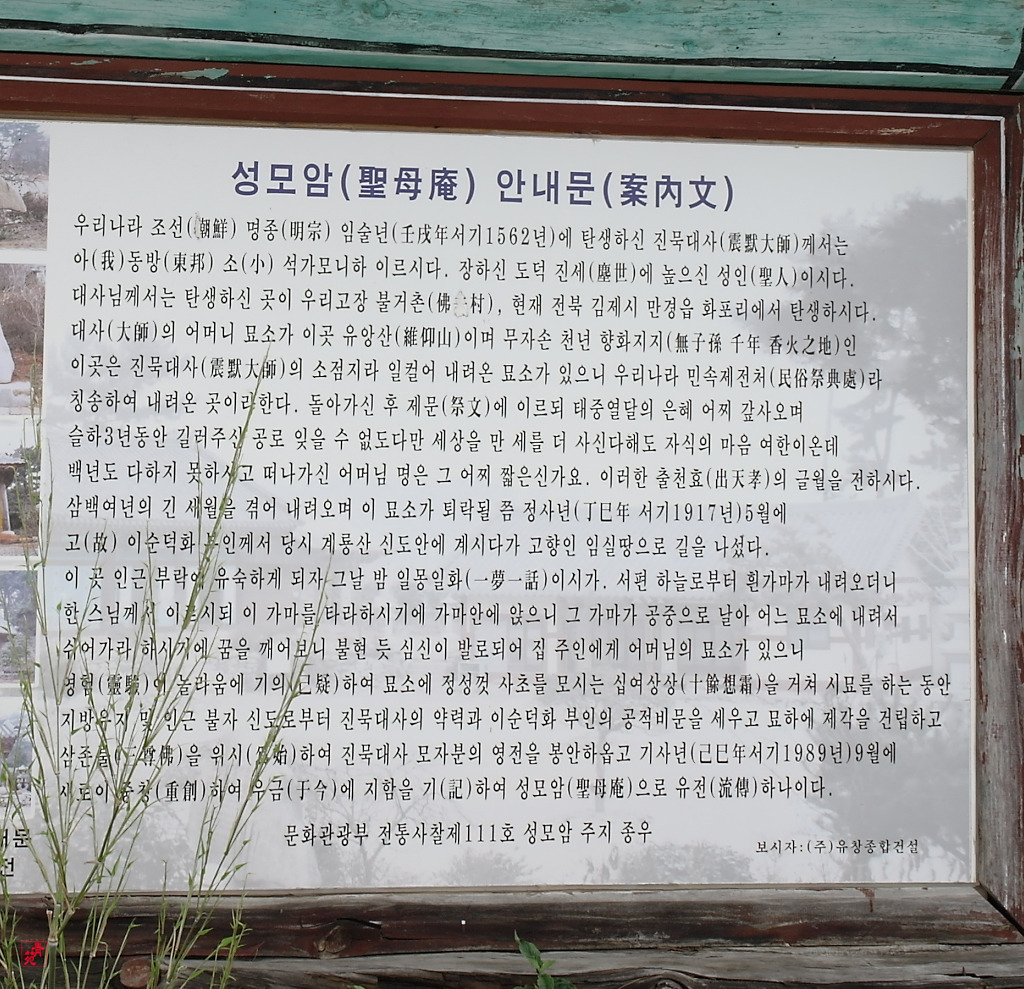 성모암(聖母庵) 안내문(案內文)
우리나라 조선(朝鮮) 명종(明宗) 임술년(壬戌年서기1562년)에 탄생하신 진묵대사(震默大師)께서는
아(我)동방(東邦) 소(小) 석가모니하 이르시다. 장하신 도덕 진세(塵世)에 높으신 성인(聖人)이시다.
대사님께서는 탄생하신 곳이 우리고장 불거촌(佛 村), 현재 전북 김제시 만경읍 화포리에서 탄생하시다.
대사(大師)의 어머니 묘소가 이곳 유앙산(維仰山)이며 무자손 천년 향화지지(無子孫 千年 香火之地)인
이곳은 진묵대사(震默大師)의 소점지라 일컬어 내려온 묘소가 있으니 우리나라 민속제전처(民俗祭典處)라
칭송하여 내려온 곳이라한다. 돌아가신 후 제문(祭文)에 이르되 태중열달의 은혜 어찌 갚사오며
슬하3년동안 길러주신 공로 잊을 수 없도다만 세상을 만 세를 더 사신다해도 자식의 마음 여한이온데
백년도 다하지 못하시고 떠나가신 어머님 명은 그 어찌 짧은신가요. 이러한 출천효(出天孝)의 글월을 전하시다.
삼백여년의 긴 세월을 겪어 내려오며 이 묘소가 퇴락될 쯤 정사년(丁巳年 서기1917년)5월에
고(故) 이순덕화 부인께서 당시 계룡산 신도안에 계시다가 고향인 임실땅으로 길을 나섰다.
이 곳 인근 부락에 유숙하게 되자 그날 밤 일몽일화(一夢一話)이시가. 서편 하늘로부터 흰가마가 내려오더니
한 스님께서 이르시되 이 가마를 타라하시기에 가마안에 앉으니 그 가마가 공중으로 날아 어느 묘소에 내려서
쉬어가라 하시기에 꿈을 깨어보니 불현 듯 심신이 발로되어 집 주인에게 어머님의 묘소가 있으니
영험(靈驗)의 놀라움에 기의(己疑)하여 묘소에 정성껏 사초를 모시는 십여상상(十餘想霜)을 거쳐 시묘를 하는 동안
지방유지 및 인근 불자 신도로부터 진묵대사의 약력과 이순덕화 부인의 공적비문을 세우고 묘하에 제각을 건립하고
삼존불(三尊佛)을 위시(爲始)하여 진묵대사 모자분의 영전을 봉안하옵고 기사년(己巳年서기1989년)9월에
새로이 중창(重創)하여 우금(于今)에 지함을 기(記)하여 성모암(聖母庵)으로 유전(流傳)하나이다.
문화관광부 전통사찰제111호 성모암 주지 종우
보시자:(주)유창종합건설